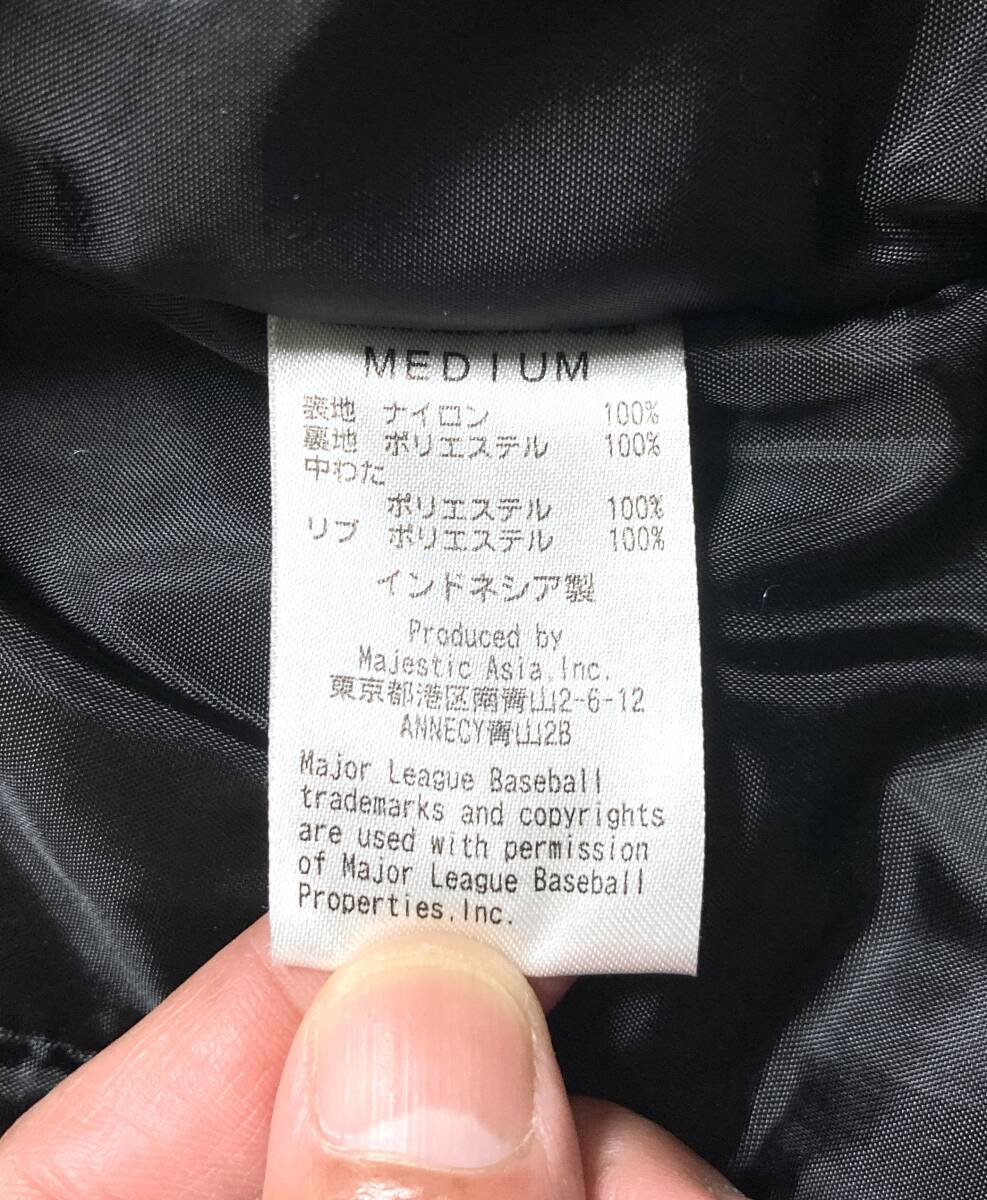 MEDIUM
表地 ナイロン 100%
裏地 ポリエステル 100%
中わた
ポリエステル 100%
リブ ポリエステル 100%
インドネシア製
Produced by
Majestic Asia,Inc.
東京都港区南青山2-6-12
ANNECY青山2B
Major League Baseball
trademarks and copyrights
are used with permission
of Major League Baseball
Properties,Inc.